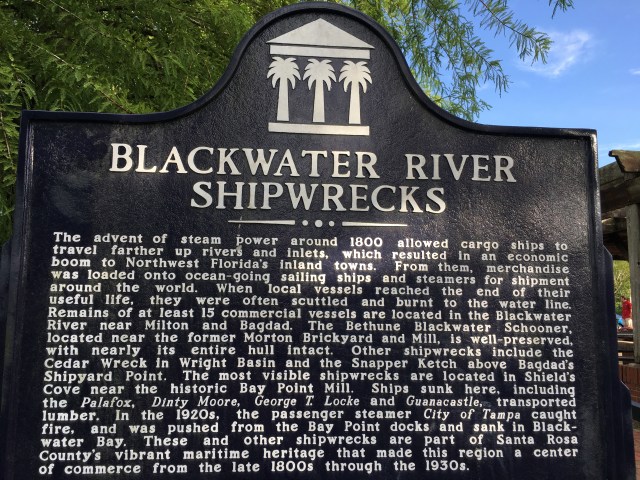 BLACKWATER RIVER
SHIPWRECKS
The advent of steam power around 1800 allowed cargo ships to
travel farther up rivers and inlets, which resulted in an economic
boom to Northwest Florida's inland towns. From them, merchandise
was loaded onto ocean-going sailing ships and steamers for shipment
around the world. When local vessels reached the end of their
useful life, they were often scuttled and burnt to the water line.
Remains of at least 15 commercial vessels are located in the Blackwater
River near Milton and Bagdad. The Bethune Blackwater Schooner,
located near the former Morton Brickyard and Mill, is well-preserved,
with nearly its entire hull intact. Other shipwrecks include the
Cedar Wreck in Wright Basin and the Snapper Ketch above Bagdad's
Shipyard Point. The most visible shipwrecks are located in Shield's
Cove near the historic Bay Point Mill. Ships sunk here, including
the Palafox, Dinty Moore, George T. Locke and Guanacastle, transported
lumber. In the 1920s, the passenger steamer City of Tampa caught
fire, and was pushed from the Bay Point docks and sank in Black-
water Bay. These and other shipwrecks are part of Santa Rosa
County's vibrant maritime heritage that made this region a center
of commerce from the late 1800s through the 1930s.